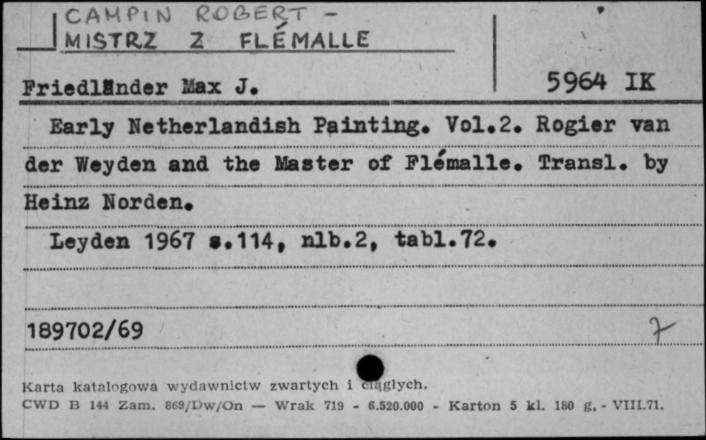 CAMPIN ROBERT -
MISTRZ Z FLÉMALLE
Friedländer Max J.
5964 IK
Early Netherlandish Painting. Vol.2. Rogier van
der Weyden and the Master of Flémalle. Transl. by
Heinz Norden.
Leyden 1967 s.114, nlb.2, tabl.72.
189702/69
7
Karta katalogowa wydawnictw zwartych i ciągłych.
CWD B 144 Zam. 869/Dw/On — Wrak 719 - 6.520.000 - Karton 5 kl. 180 g. - VIII.71.